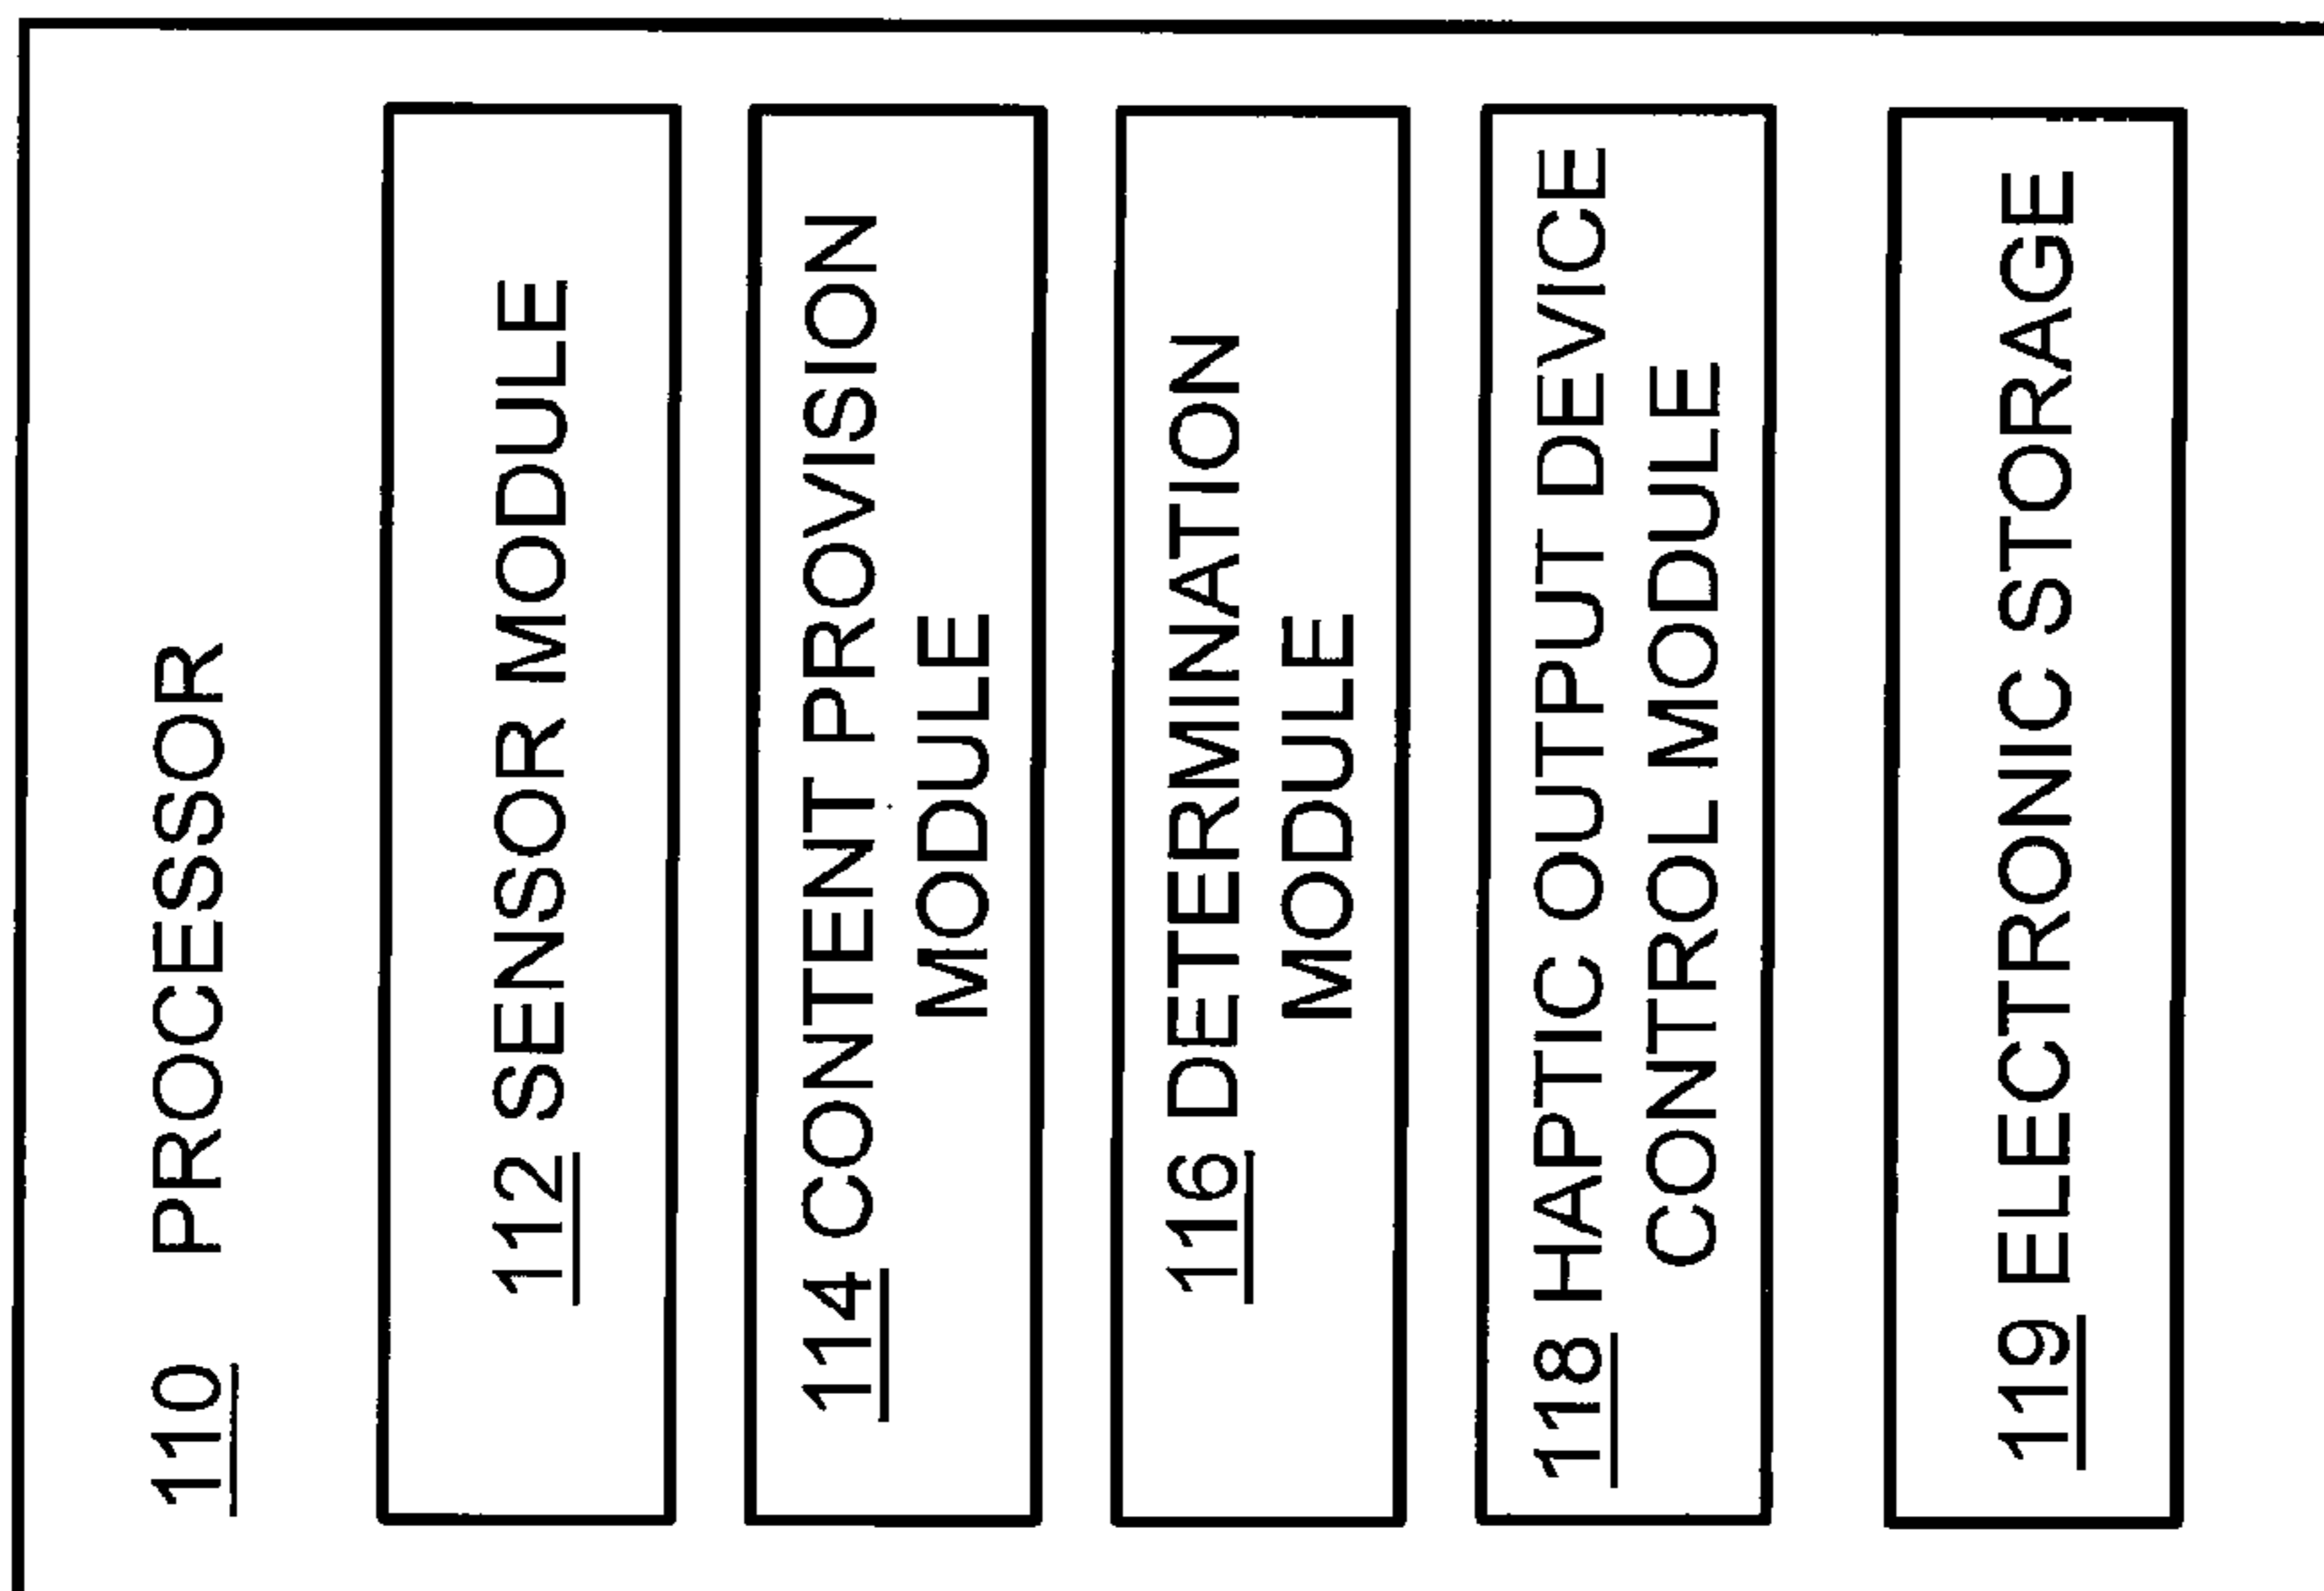 110 PROCESSOR
112 SENSOR MODULE
114 CONTENT PROVISION
MODULE
116 DETERMINATION
MODULE
118 HAPTIC OUTPUT DEVICE
CONTROL MODULE
119 ELECTRONIC STORAGE